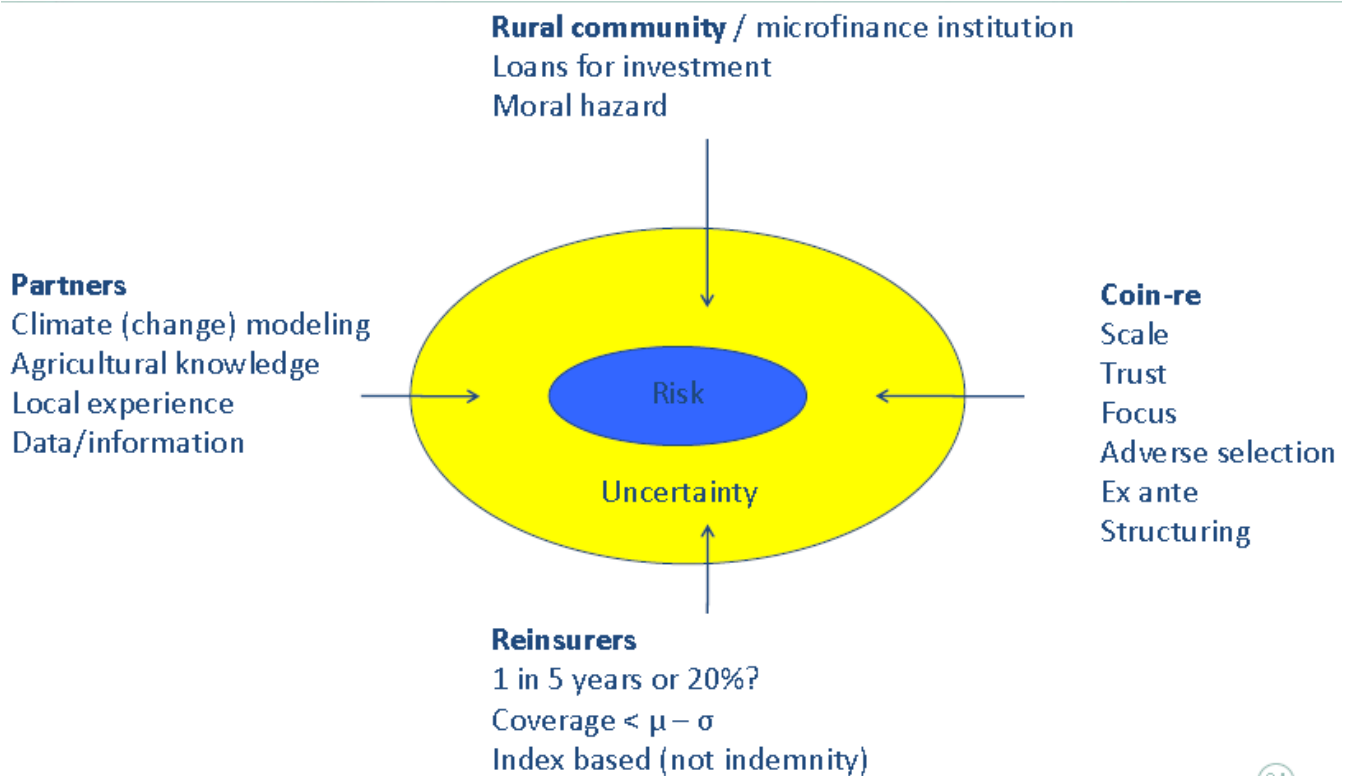 Rural community / microfinance institution
Loans for investment
Moral hazard
Partners
Climate (change) modeling
Agricultural knowledge
Local experience
Data/information
Risk
Uncertainty
Coin-re
Scale
Trust
Focus
Adverse selection
Ex ante
Structuring
Reinsurers
1 in 5 years or 20%?
Coverage < μ – σ
Index based (not indemnity)